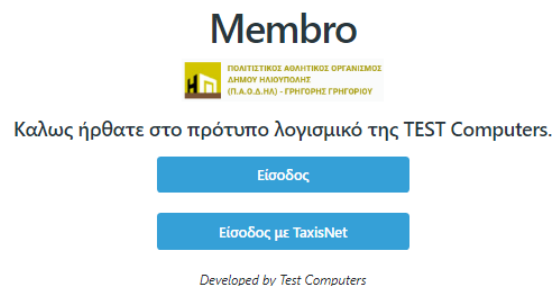 Membro
ΠΟΛΙΤΙΣΤΙΚΟΣ ΑΘΛΗΤΙΚΟΣ ΟΡΓΑΝΙΣΜΟΣ
ΔΗΜΟΥ ΗΛΙΟΥΠΟΛΗΣ
(Π.Α.Ο.Δ.ΗΛ) - ΓΡΗΓΟΡΗΣ ΓΡΗΓΟΡΙΟΥ
Καλως ήρθατε στο πρότυπο λογισμικό της TEST Computers.
Είσοδος
Είσοδος με TaxisNet
Developed by Test Computers